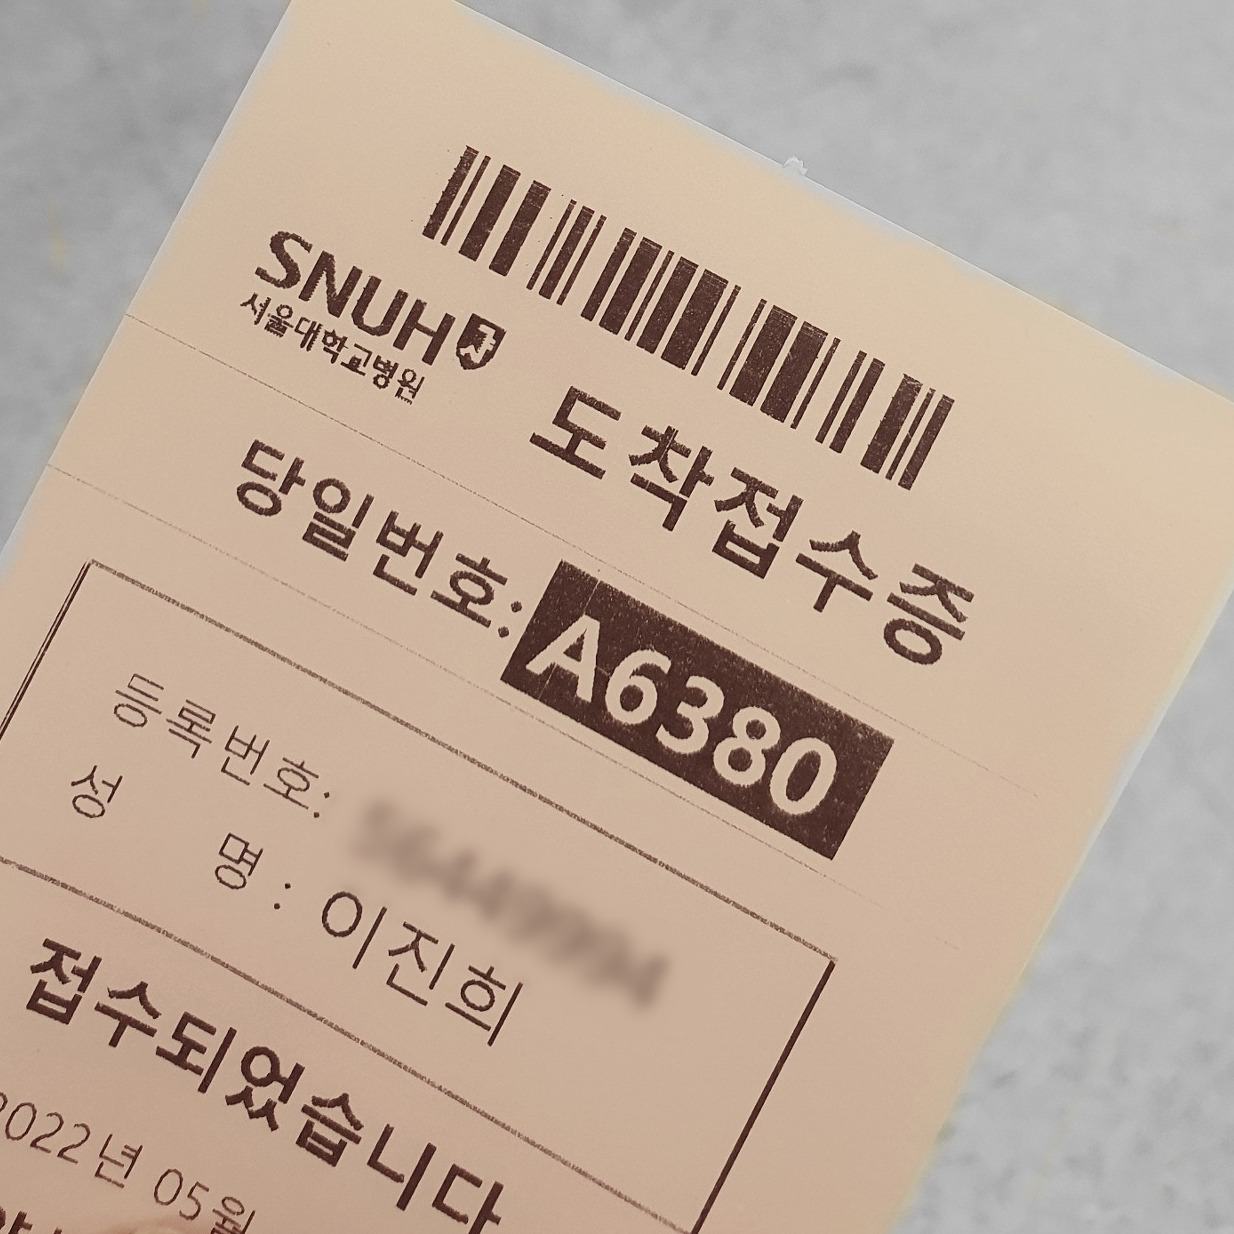 SNUH
서울대학교병원
도착접수증
당일번호: A6380
등록번호:
성 명 : 이진희
접수되었습니다
2022년 05월